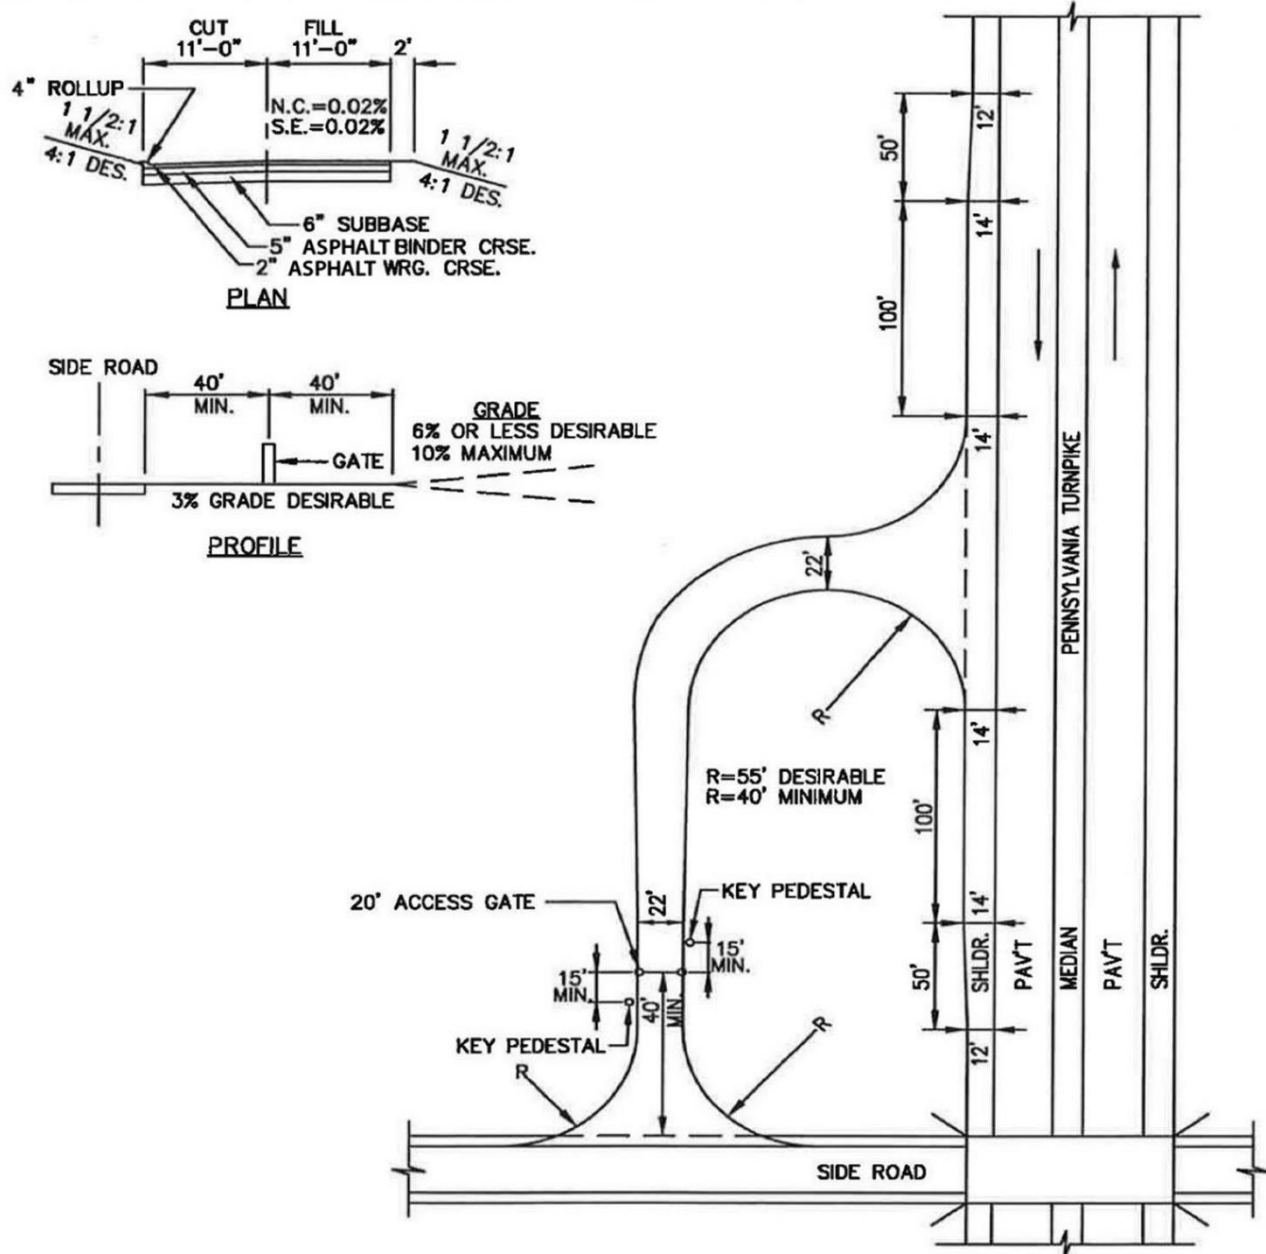 CUT
11'-0"
FILL
11'-0"
2'
4" ROLLUP
1 1/2:1
MAX.
4:1 DES.
N.C.=0.02%
S.E.=0.02%
1 1/2:1
MAX.
4:1 DES.
6" SUBBASE
5" ASPHALT BINDER CRSE.
2" ASPHALT WRG. CRSE.
PLAN
SIDE ROAD
40'
MIN.
40'
MIN.
GRADE
6% OR LESS DESIRABLE
10% MAXIMUM
GATE
3% GRADE DESIRABLE
PROFILE
12'
50'
14'
100'
14'
PENNSYLVANIA TURNPIKE
22'
R
14'
R=55' DESIRABLE
R=40' MINIMUM
100'
14'
20' ACCESS GATE
22'
KEY PEDESTAL
15'
MIN.
15'
MIN.
40'
MIN.
50'
SHLDR.
PAV'T
MEDIAN
PAV'T
SHLDR.
KEY PEDESTAL
R
R
12'
SIDE ROAD